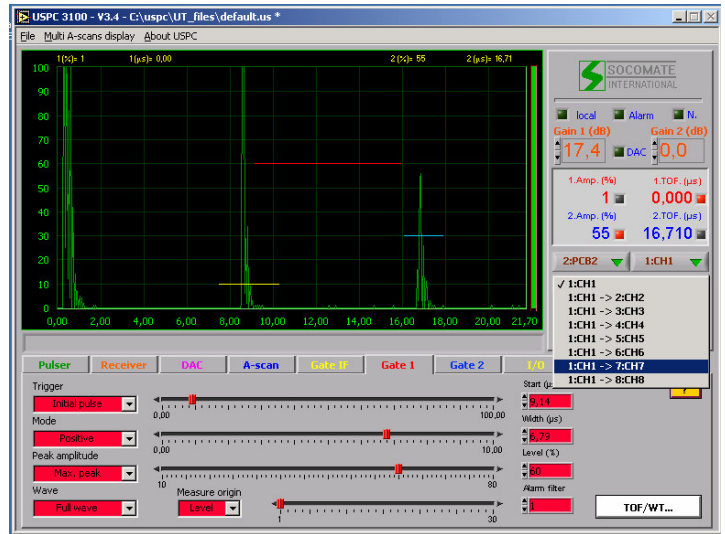 USPC 3100 - V3.4 - C:\uspc\UT_files\default.us *
File Multi A-scans display About USPC
1(%)= 1 1(µs)= 0,00 2(%)= 55 2(µs)= 16,71
100
90
80
70
60
50
40
30
20
10
0
0,00 2,00 4,00 6,00 8,00 10,00 12,00 14,00 16,00 18,00 20,00 21,70
SOCOMATE
INTERNATIONAL
local Alarm N.
Gain 1 (dB) Gain 2 (dB)
17,4 DAC 0,0
1.Amp. (%) 1.TOF. (µs)
1 0,000
2.Amp. (%) 2.TOF. (µs)
55 16,710
2:PCB2 1:CH1
✓ 1:CH1
1:CH1 -> 2:CH2
1:CH1 -> 3:CH3
1:CH1 -> 4:CH4
1:CH1 -> 5:CH5
1:CH1 -> 6:CH6
1:CH1 -> 7:CH7
1:CH1 -> 8:CH8
Pulser Receiver DAC A-scan Gate IF Gate 1 Gate 2 I/O
Trigger
Initial pulse
0,00 100,00
Start (µ
9,14
Mode
Positive
0,00 10,00
Width (µs)
6,79
Peak amplitude
Max. peak
10 80
Level (%)
60
Wave
Full wave
Measure origin
Level
1 30
Alarm filter
1
TOF/WT...
?